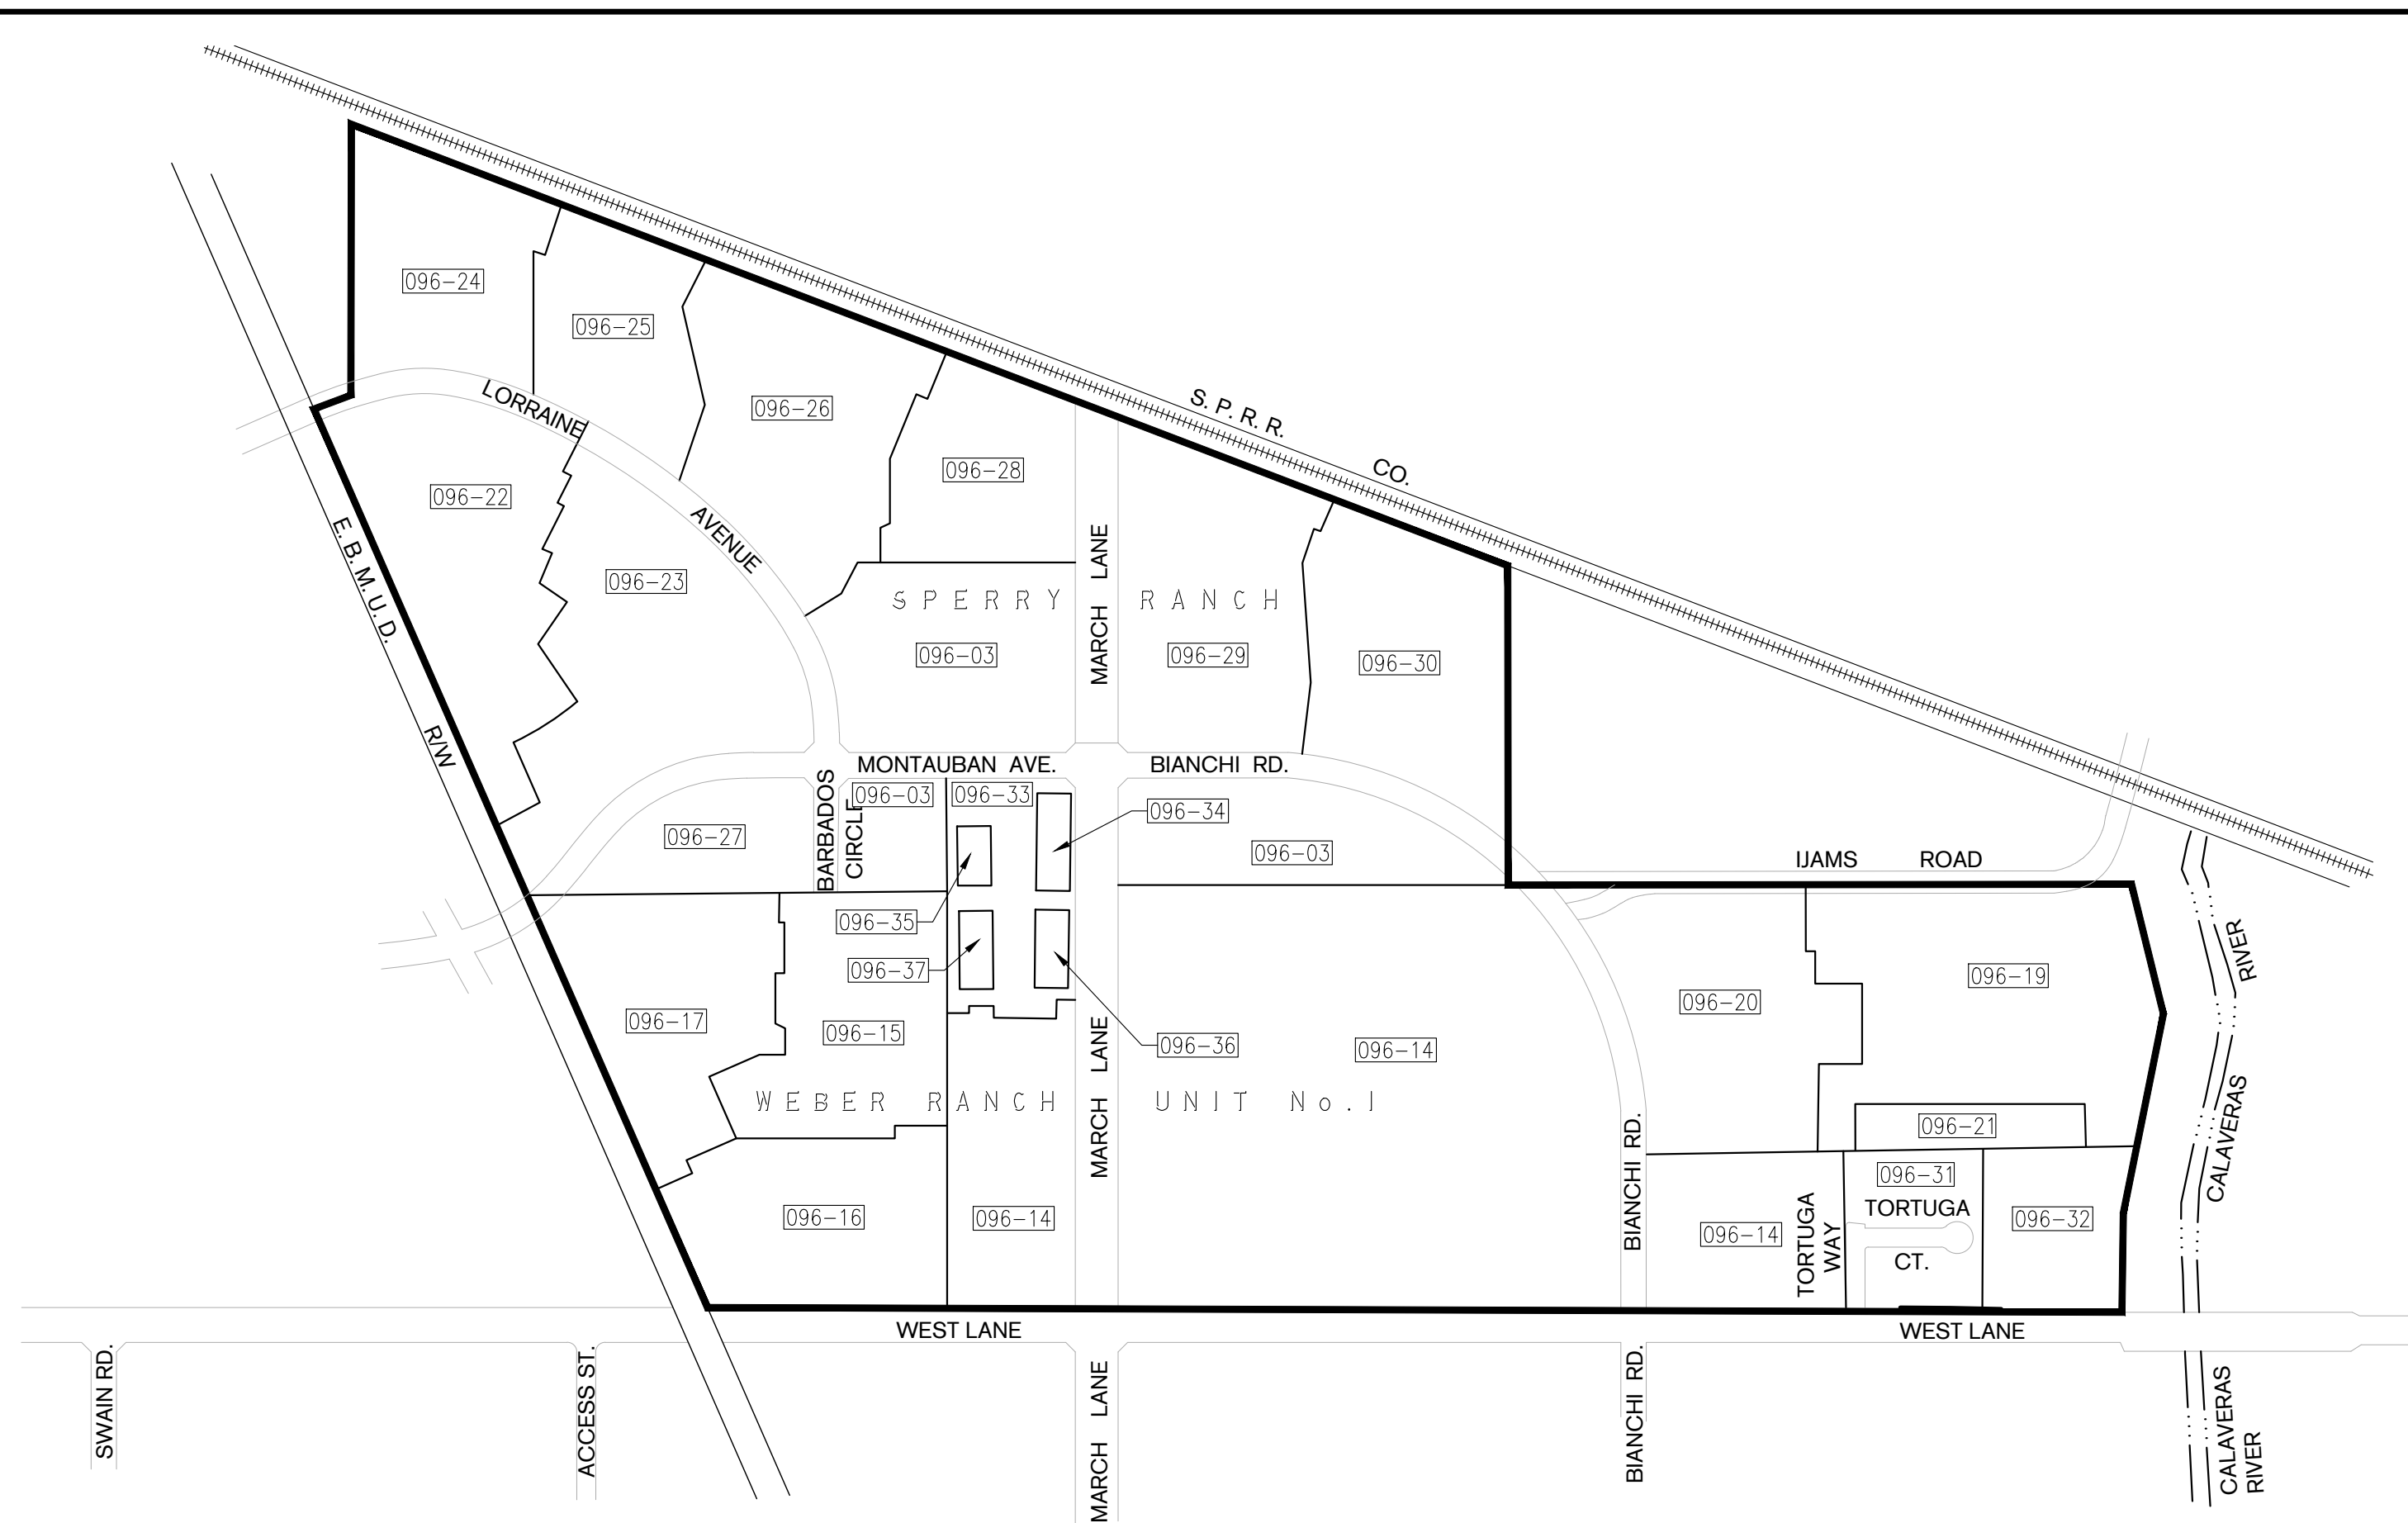 096-24
096-25
LORRAINE
AVENUE
096-26
S. P. R. R.
CO.
096-28
096-22
E. B. M. U. D.
R/W
096-23
SPERRY RANCH
MARCH LANE
096-03
096-29
096-30
MONTAUBAN AVE.
BIANCHI RD.
BARBADOS
CIRCLE
096-03
096-33
096-34
096-27
096-03
IJAMS ROAD
096-35
096-37
096-17
096-15
096-36
096-14
096-20
096-19
RIVER
CALAVERAS
WEBER RANCH UNIT No.1
MARCH LANE
BIANCHI RD.
096-21
096-31
TORTUGA
CT.
TORTUGA
WAY
096-16
096-14
096-14
096-32
WEST LANE
WEST LANE
SWAIN RD.
ACCESS ST.
MARCH LANE
BIANCHI RD.
CALAVERAS
RIVER